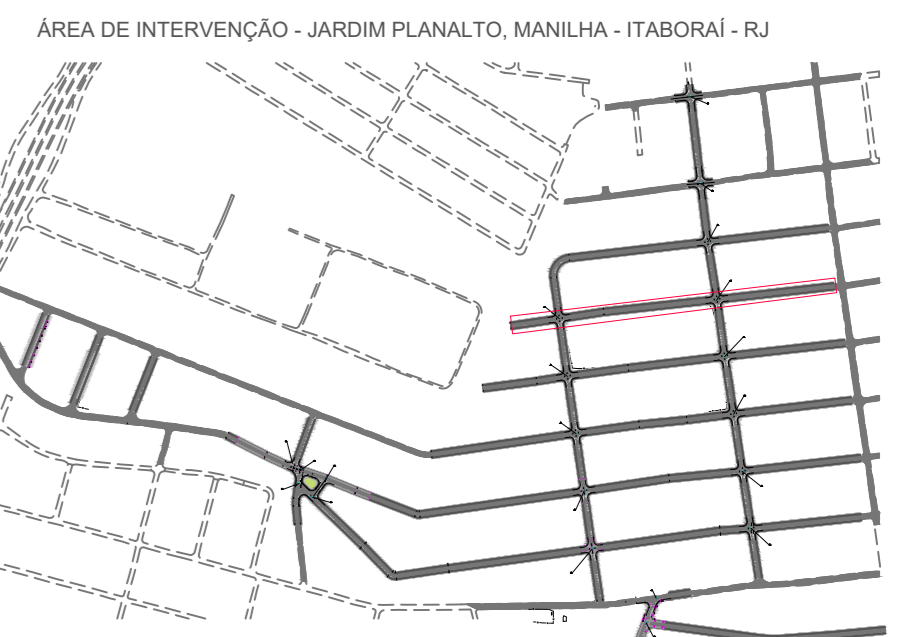 ÁREA DE INTERVENÇÃO - JARDIM PLANALTO, MANILHA - ITABORAÍ - RJ